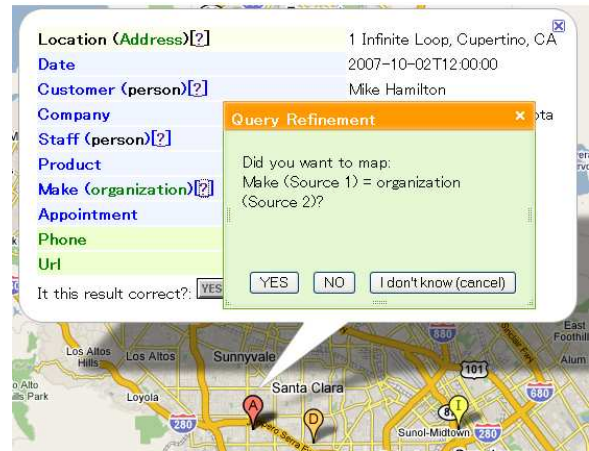 Location (Address)[?] 1 Infinite Loop, Cupertino, CA
Date 2007-10-02T12:00:00
Customer (person)[?] Mike Hamilton
Company
Query Refinement ×
Staff (person)[?]
Product
Make (organization)[?]
Appointment
Phone
Url
It this result correct?: YES
Did you want to map:
Make (Source 1) = organization
(Source 2)?
YES NO I don't know (cancel)
880
East
Foothill
Los Altos
Hills
Los Altos
Sunnyvale
Alum
101
Santa Clara
680
Loyola
A
D
I
280
Sunol-Midtown
280